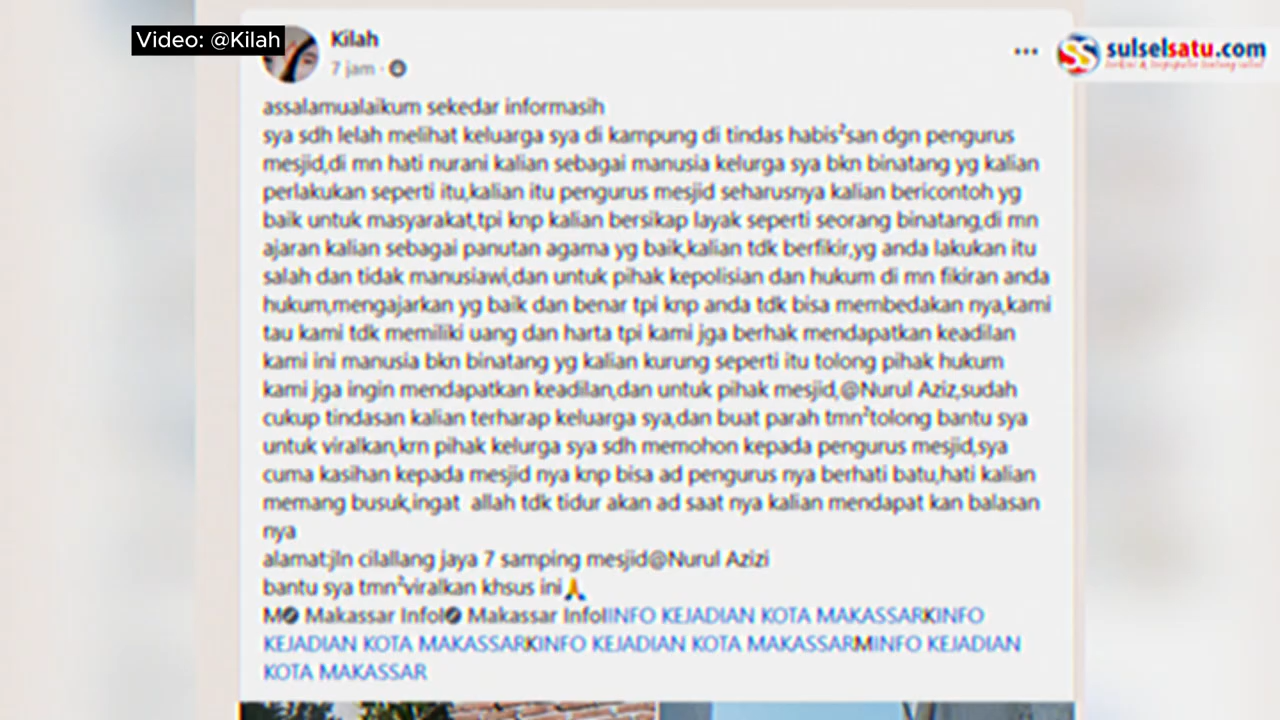 Video: @Kilah
Kilah
7 jam ·
sulselsatu.com
assalamualaikum sekedar informasih
sya sdh lelah melihat keluarga sya di kampung di tindas habis²san dgn pengurus
mesjid,di mn hati nurani kalian sebagai manusia kelurga sya bkn binatang yg kalian
perlakukan seperti itu,kalian itu pengurus mesjid seharusnya kalian bericontoh yg
baik untuk masyarakat,tpi knp kalian bersikap layak seperti seorang binatang,di mn
ajaran kalian sebagai panutan agama yg baik,kalian tdk berfikir,yg anda lakukan itu
salah dan tidak manusiawi,dan untuk pihak kepolisian dan hukum di mn fikiran anda
hukum,mengajarkan yg baik dan benar tpi knp anda tdk bisa membedakan nya,kami
tau kami tdk memiliki uang dan harta tpi kami jga berhak mendapatkan keadilan
kami ini manusia bkn binatang yg kalian kurung seperti itu tolong pihak hukum
kami jga ingin mendapatkan keadilan,dan untuk pihak mesjid,@Nurul Aziz,sudah
cukup tindasan kalian terharap keluarga sya,dan buat parah tmn²tolong bantu sya
untuk viralkan,krn pihak kelurga sya sdh memohon kepada pengurus mesjid,sya
cuma kasihan kepada mesjid nya knp bisa ad pengurus nya berhati batu,hati kalian
memang busuk,ingat allah tdk tidur akan ad saat nya kalian mendapat kan balasan
nya
alamat:jln cilallang jaya 7 samping mesjid@Nurul Azizi
bantu sya tmn²viralkan khsus ini🙏
M Makassar Infol Makassar InfolINFO KEJADIAN KOTA MAKASSARKINFO
KEJADIAN KOTA MAKASSARKINFO KEJADIAN KOTA MAKASSARMINFO KEJADIAN
KOTA MAKASSAR